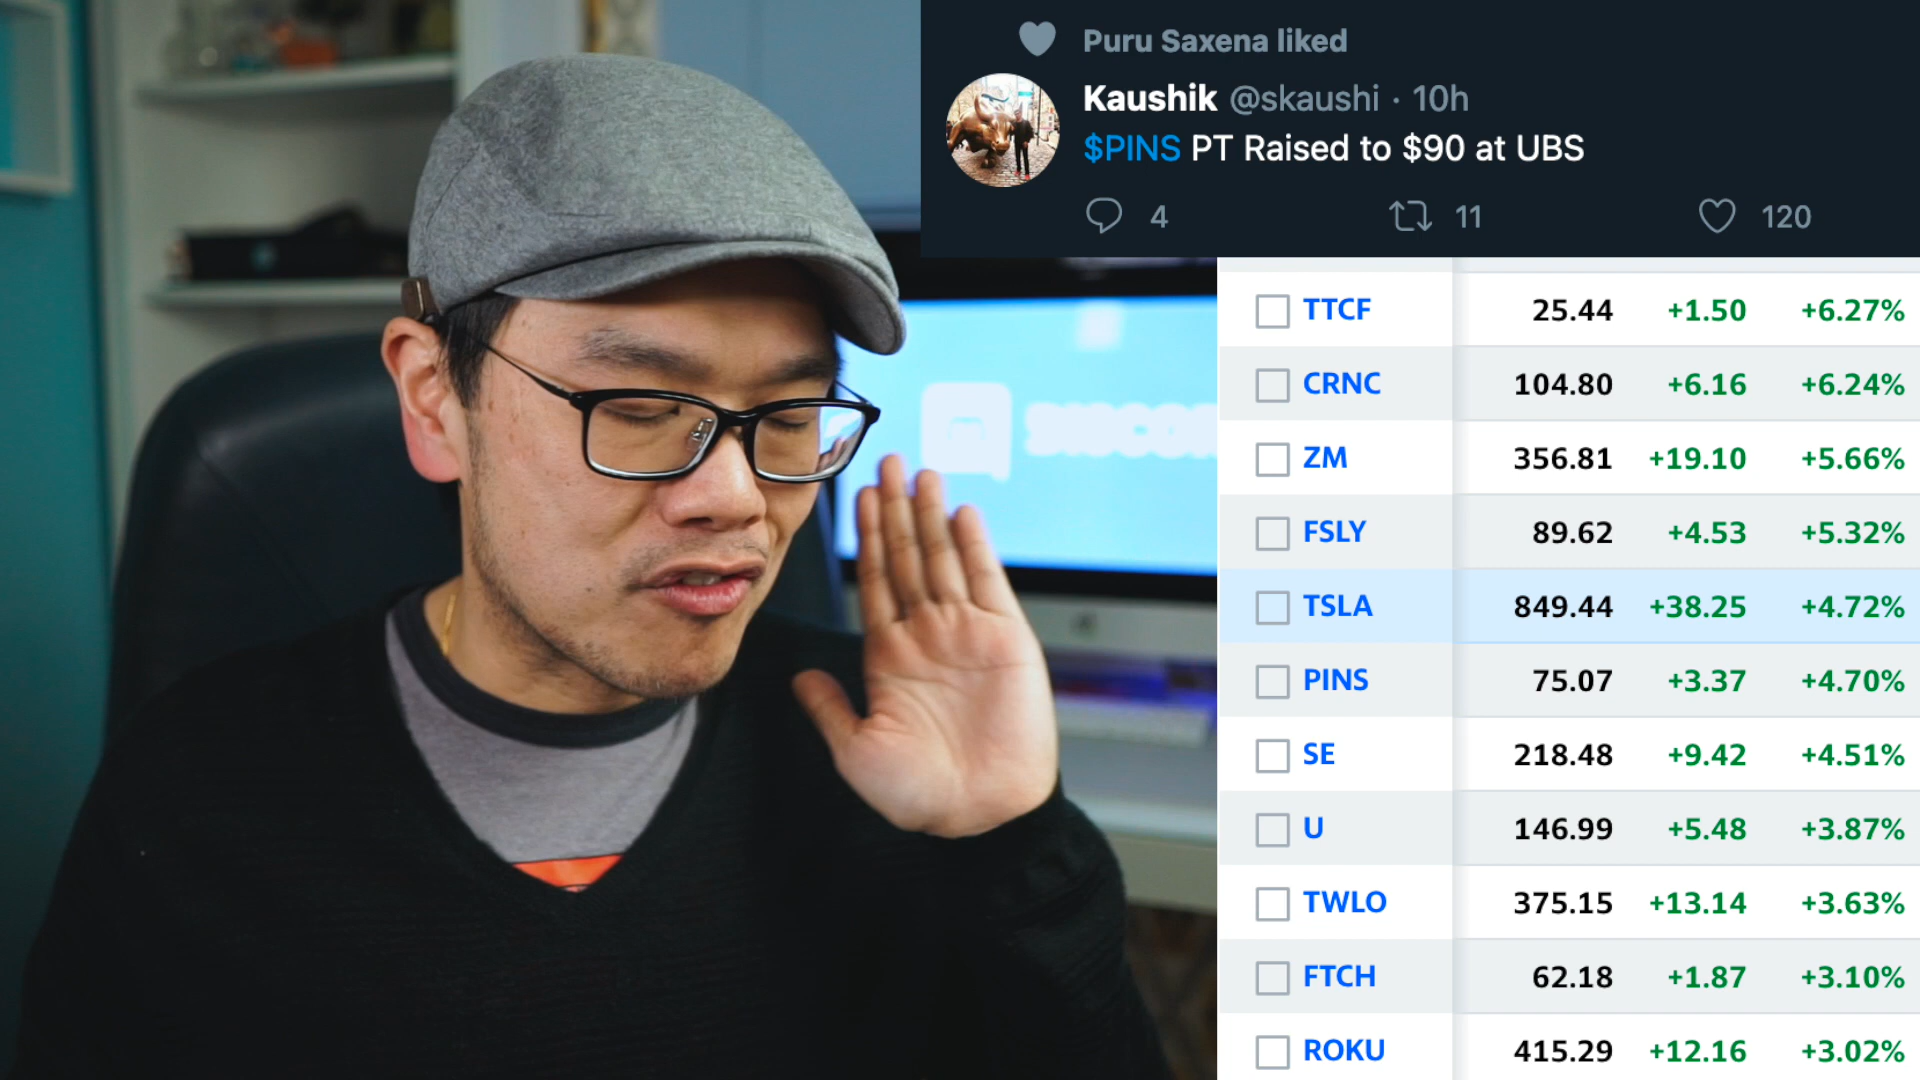 Puru Saxena liked
Kaushik @skaushi · 10h
$PINS PT Raised to $90 at UBS
4 11 120
TTCF 25.44 +1.50 +6.27%
CRNC 104.80 +6.16 +6.24%
ZM 356.81 +19.10 +5.66%
FSLY 89.62 +4.53 +5.32%
TSLA 849.44 +38.25 +4.72%
PINS 75.07 +3.37 +4.70%
SE 218.48 +9.42 +4.51%
U 146.99 +5.48 +3.87%
TWLO 375.15 +13.14 +3.63%
FTCH 62.18 +1.87 +3.10%
ROKU 415.29 +12.16 +3.02%